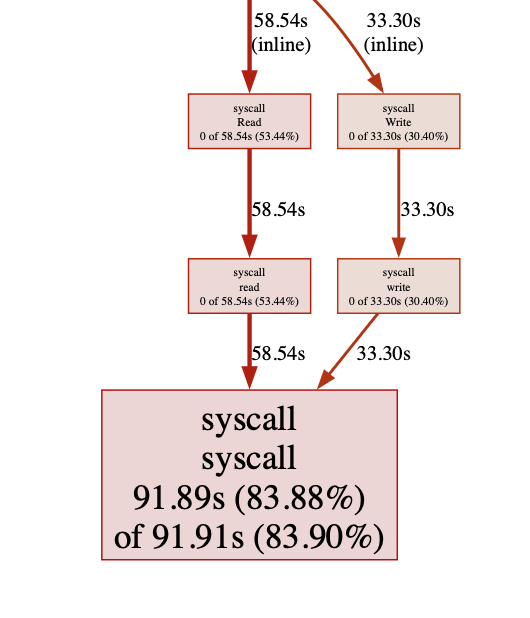 58.54s
(inline)
33.30s
(inline)
syscall
Read
0 of 58.54s (53.44%)
syscall
Write
0 of 33.30s (30.40%)
58.54s
33.30s
syscall
read
0 of 58.54s (53.44%)
syscall
write
0 of 33.30s (30.40%)
58.54s
33.30s
syscall
syscall
91.89s (83.88%)
of 91.91s (83.90%)